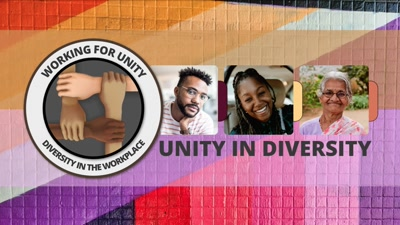 WORKING FOR UNITY
DIVERSITY IN THE WORKPLACE
UNITY IN DIVERSITY